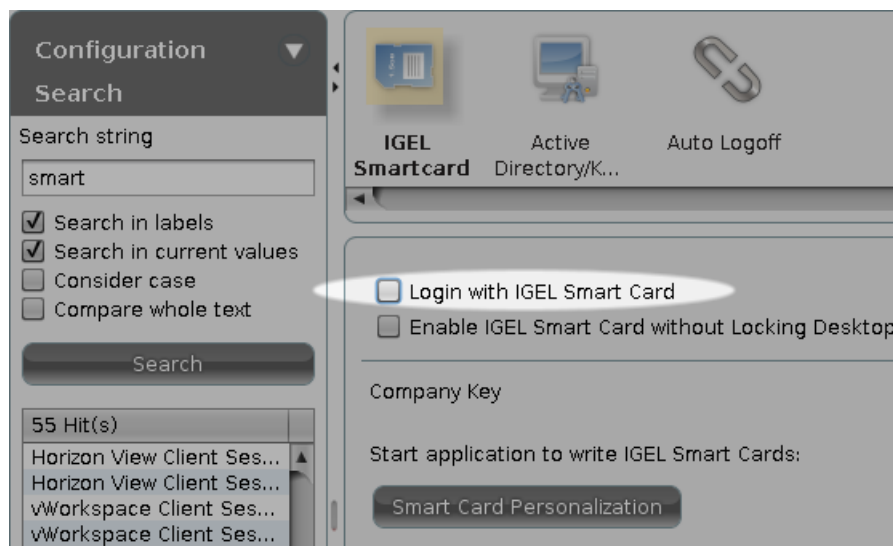 Configuration
Search
Search string
smart
Search in labels
Search in current values
Consider case
Compare whole text
Search
55 Hit(s)
Horizon View Client Ses...
Horizon View Client Ses...
vWorkspace Client Ses...
vWorkspace Client Ses...
IGEL
Smartcard
Active
Directory/K...
Auto Logoff
Login with IGEL Smart Card
Enable IGEL Smart Card without Locking Desktop
Company Key
Start application to write IGEL Smart Cards:
Smart Card Personalization